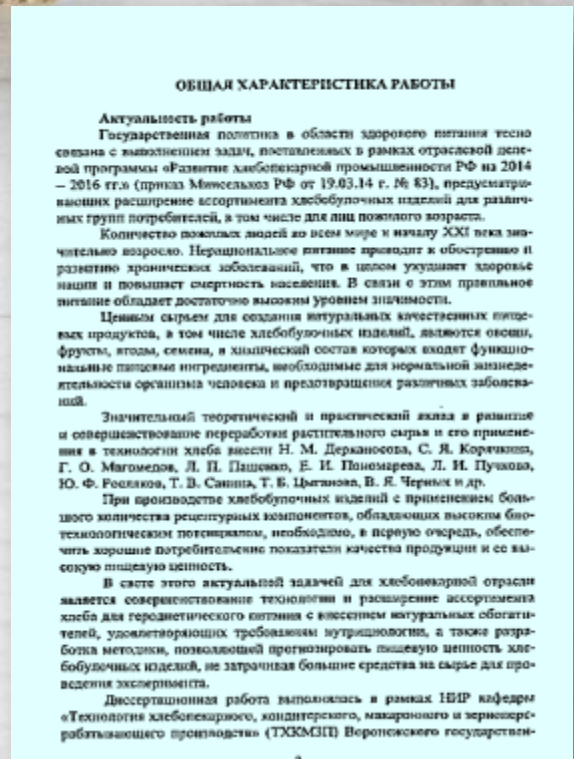 ОБЩАЯ ХАРАКТЕРИСТИКА РАБОТЫ
Актуальность работы
Государственная политика в области здорового питания тесно
связана с выполнением задач, поставленных в рамках отраслевой целе-
вой программы «Развитие хлебопекарной промышленности РФ на 2014
– 2016 гг.» (приказ Минсельхоз РФ от 19.03.14 г. № 83), предусматри-
вающих расширение ассортимента хлебобулочных изделий для различ-
ных групп потребителей, в том числе для лиц пожилого возраста.
Количество пожилых людей во всем мире к началу XXI века зна-
чительно возросло. Нерациональное питание приводит к обострению и
развитию хронических заболеваний, что в целом ухудшает здоровье
нации и повышает смертность населения. В связи с этим правильное
питание обладает достаточно высоким уровнем значимости.
Ценным сырьем для создания натуральных качественных пище-
вых продуктов, в том числе хлебобулочных изделий, являются овощи,
фрукты, ягоды, семена, в химический состав которых входят функцио-
нальные пищевые ингредиенты, необходимые для нормальной жизнеде-
ятельности организма человека и предотвращения различных заболева-
ний.
Значительный теоретический и практический вклад в развитие
и совершенствование переработки растительного сырья и его примене-
ния в технологии хлеба внесли Н. М. Дерканосова, С. Я. Корячкина,
Г. О. Магомедов, Л. П. Пащенко, Е. И. Пономарева, Л. И. Пучкова,
Ю. Ф. Росляков, Т. В. Санина, Т. Б. Цыганова, В. Я. Черных и др.
При производстве хлебобулочных изделий с применением боль-
шого количества рецептурных компонентов, обладающих высоким био-
технологическим потенциалом, необходимо, в первую очередь, обеспе-
чить хорошие потребительские показатели качества продукции и ее вы-
сокую пищевую ценность.
В свете этого актуальной задачей для хлебопекарной отрасли
является совершенствование технологии и расширение ассортимента
хлеба для геродиетического питания с внесением натуральных обогати-
телей, удовлетворяющих требованиям нутрициологии, а также разра-
ботка методики, позволяющей прогнозировать пищевую ценность хле-
бобулочных изделий, не затрачивая большие средства на сырье для про-
ведения эксперимента.
Диссертационная работа выполнялась в рамках НИР кафедры
«Технология хлебопекарного, кондитерского, макаронного и зернопере-
рабатывающего производств» (ТХКМЗП) Воронежского государствен-